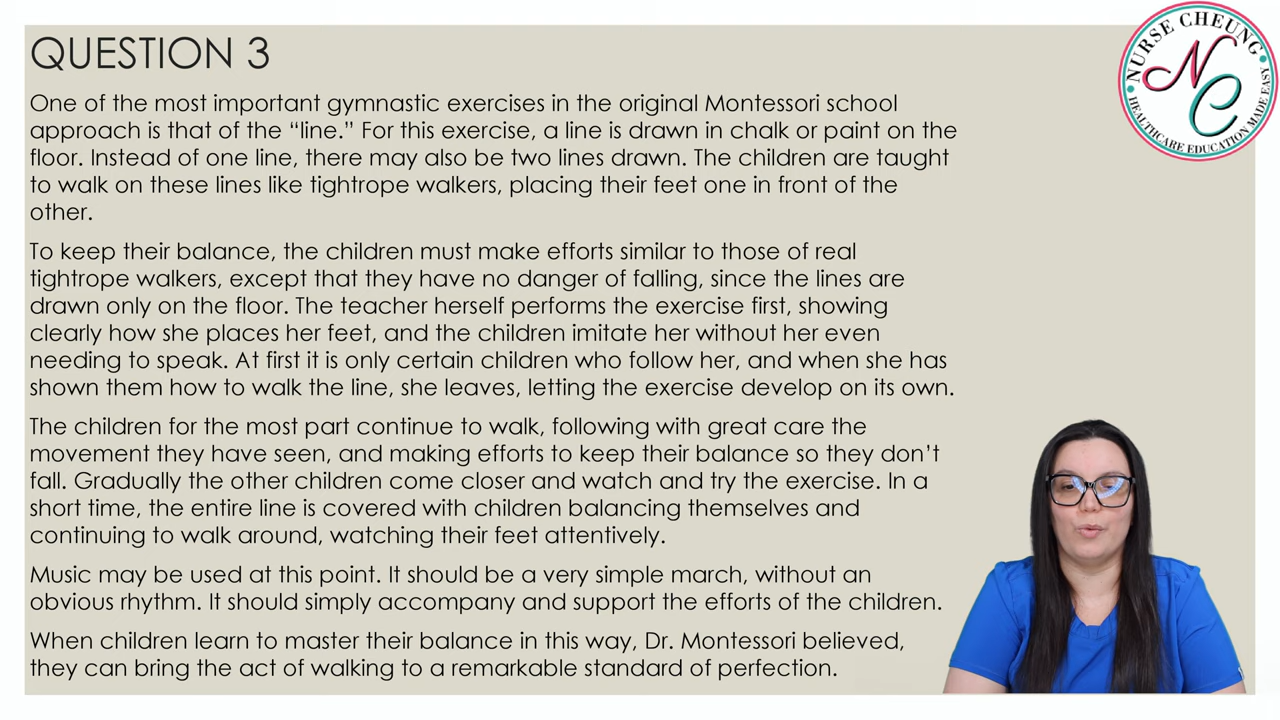 QUESTION 3
One of the most important gymnastic exercises in the original Montessori school
approach is that of the “line.” For this exercise, a line is drawn in chalk or paint on the
floor. Instead of one line, there may also be two lines drawn. The children are taught
to walk on these lines like tightrope walkers, placing their feet one in front of the
other.
To keep their balance, the children must make efforts similar to those of real
tightrope walkers, except that they have no danger of falling, since the lines are
drawn only on the floor. The teacher herself performs the exercise first, showing
clearly how she places her feet, and the children imitate her without her even
needing to speak. At first it is only certain children who follow her, and when she has
shown them how to walk the line, she leaves, letting the exercise develop on its own.
The children for the most part continue to walk, following with great care the
movement they have seen, and making efforts to keep their balance so they don’t
fall. Gradually the other children come closer and watch and try the exercise. In a
short time, the entire line is covered with children balancing themselves and
continuing to walk around, watching their feet attentively.
Music may be used at this point. It should be a very simple march, without an
obvious rhythm. It should simply accompany and support the efforts of the children.
When children learn to master their balance in this way, Dr. Montessori believed,
they can bring the act of walking to a remarkable standard of perfection.
NURSE CHEUNG
NC
HEALTHCARE EDUCATION MADE EASY